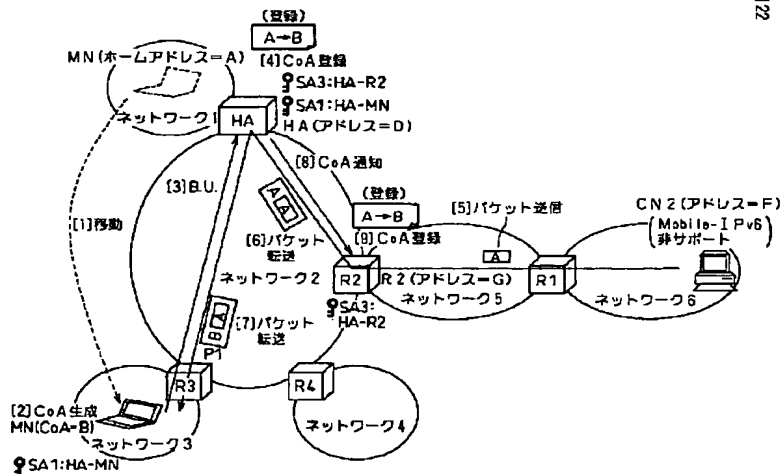 122
(登録)
A→B
[4]CoA登録
SA3:HA-R2
SA1:HA-MN
HA(アドレス=D)
MN(ホームアドレス=A)
ネットワーク1
HA
[1]移動
[3]B.U.
[8]CoA通知
(登録)
A→B
[9]CoA登録
[5]パケット送信
A
CN2(アドレス=F)
(Mobile-IPv6
非サポート)
A A
[6]パケット
転送
ネットワーク2
R2
R2(アドレス=G)
ネットワーク5
R1
ネットワーク6
SA3:
HA-R2
B A
[7]パケット
転送
P1
R3
R4
[2]CoA生成
MN(CoA=B)
ネットワーク3
ネットワーク4
SA1:HA-MN